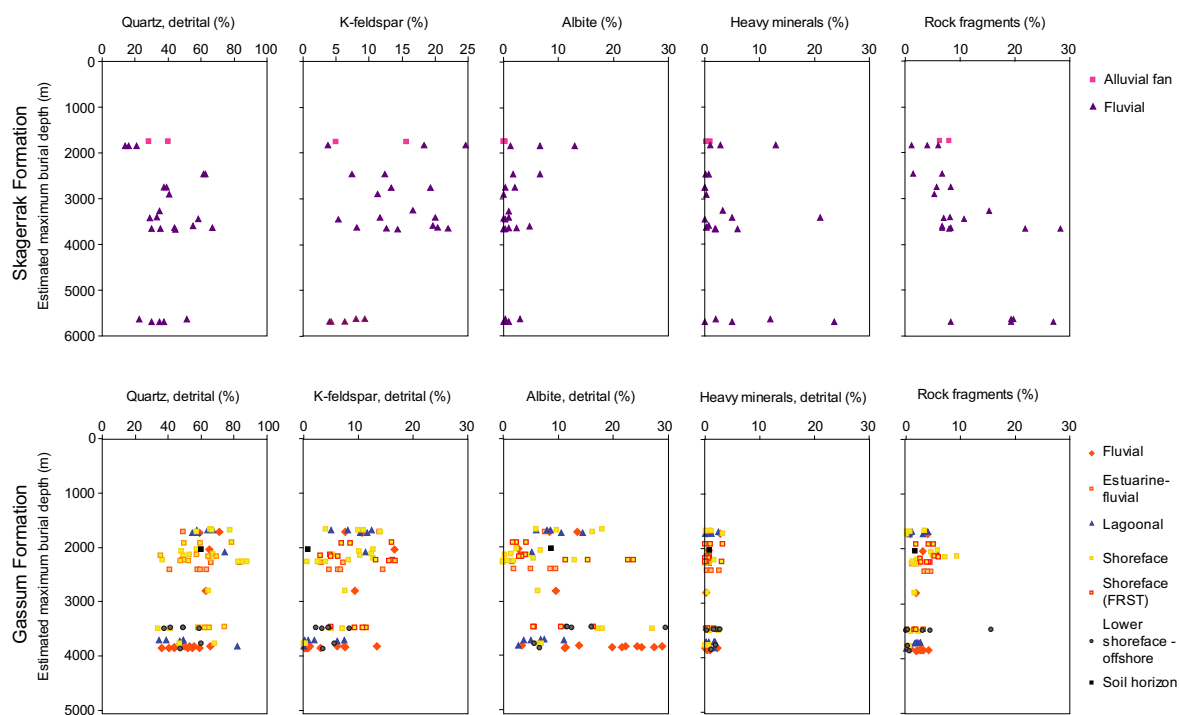 Quartz, detrital (%)
K-feldspar (%)
Albite (%)
Heavy minerals (%)
Rock fragments (%)
0 20 40 60 80 100
0 5 10 15 20 25
0 10 20 30
0 10 20 30
0 10 20 30
Skagerrak Formation
Estimated maximum burial depth (m)
0
1000
2000
3000
4000
5000
6000
Alluvial fan
Fluvial
Quartz, detrital (%)
K-feldspar, detrital (%)
Albite, detrital (%)
Heavy minerals, detrital (%)
Rock fragments (%)
0 20 40 60 80 100
0 10 20 30
0 10 20 30
0 10 20 30
0 10 20 30
Gassum Formation
Estimated maximum burial depth (m)
0
1000
2000
3000
4000
5000
Fluvial
Estuarine-
fluvial
Lagoonal
Shoreface
Shoreface
(FRST)
Lower
shoreface -
offshore
Soil horizon